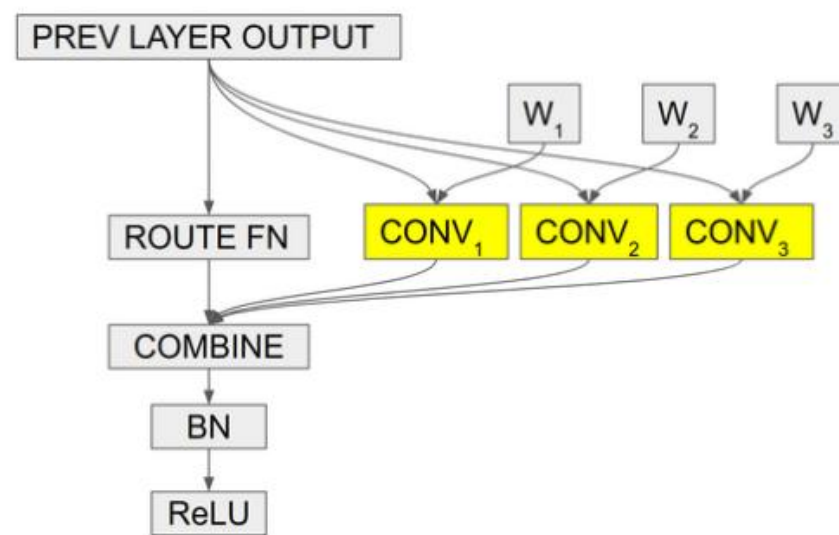 PREV LAYER OUTPUT
W₁ W₂ W₃
ROUTE FN CONV₁ CONV₂ CONV₃
COMBINE
BN
ReLU